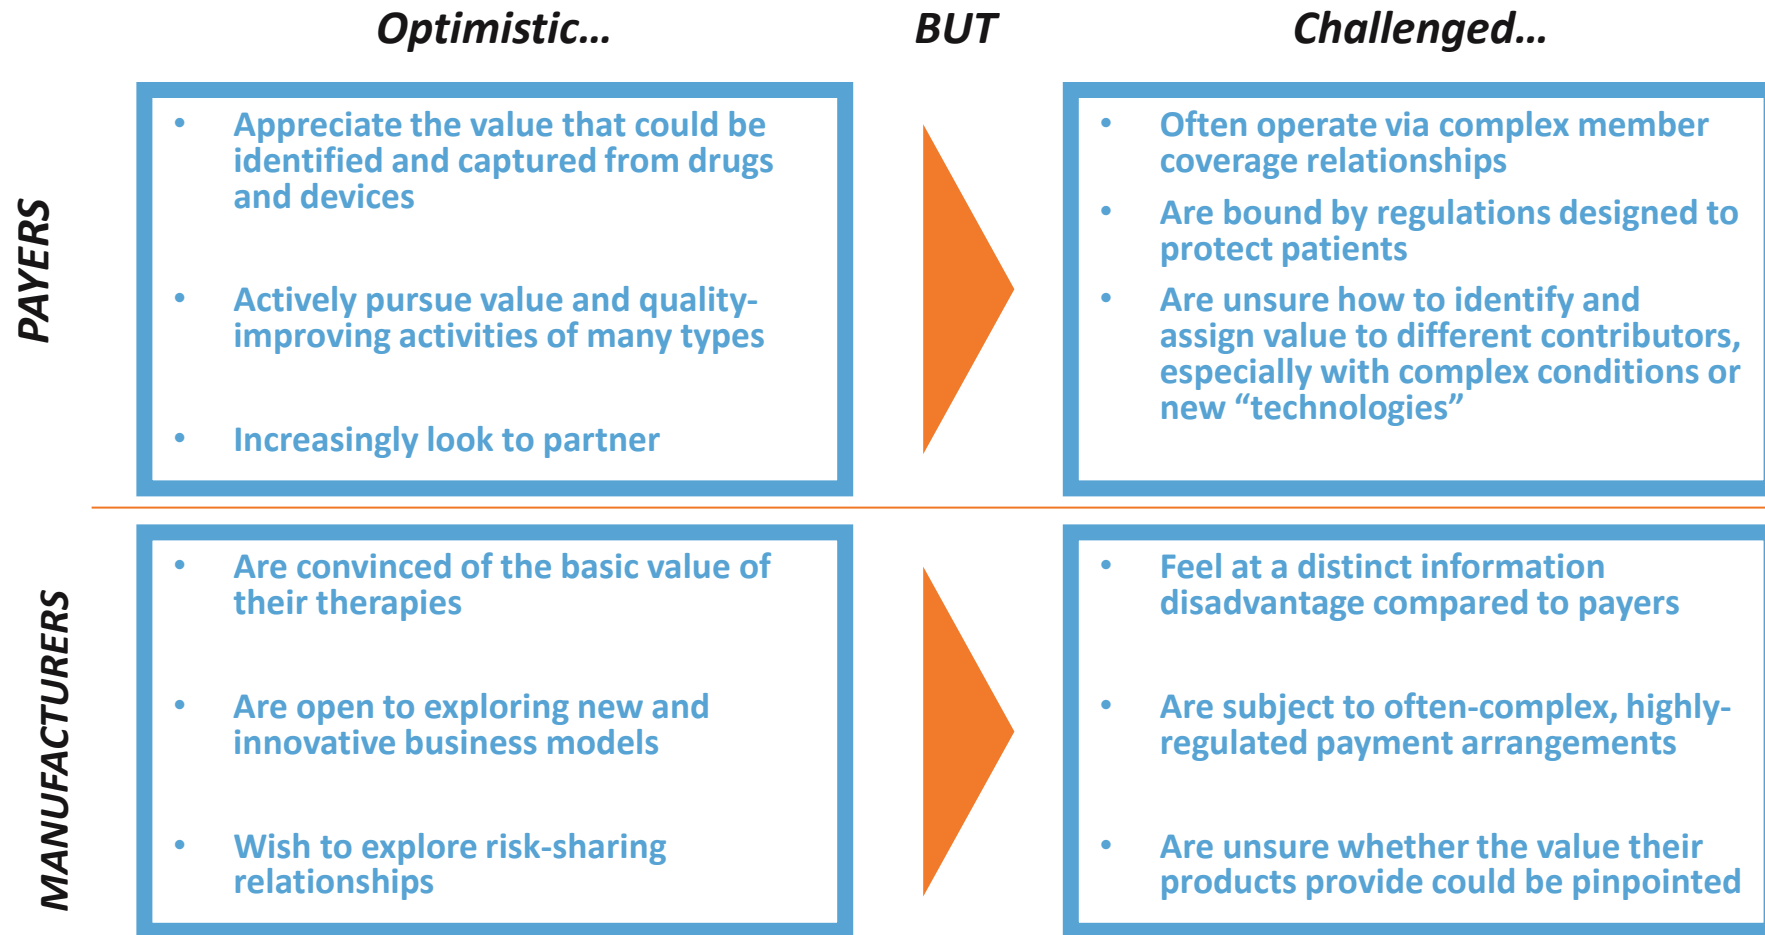 Optimistic… BUT Challenged…
PAYERS
• Appreciate the value that could be
identified and captured from drugs
and devices
• Actively pursue value and quality-
improving activities of many types
• Increasingly look to partner
• Often operate via complex member
coverage relationships
• Are bound by regulations designed to
protect patients
• Are unsure how to identify and
assign value to different contributors,
especially with complex conditions or
new “technologies”
MANUFACTURERS
• Are convinced of the basic value of
their therapies
• Are open to exploring new and
innovative business models
• Wish to explore risk-sharing
relationships
• Feel at a distinct information
disadvantage compared to payers
• Are subject to often-complex, highly-
regulated payment arrangements
• Are unsure whether the value their
products provide could be pinpointed